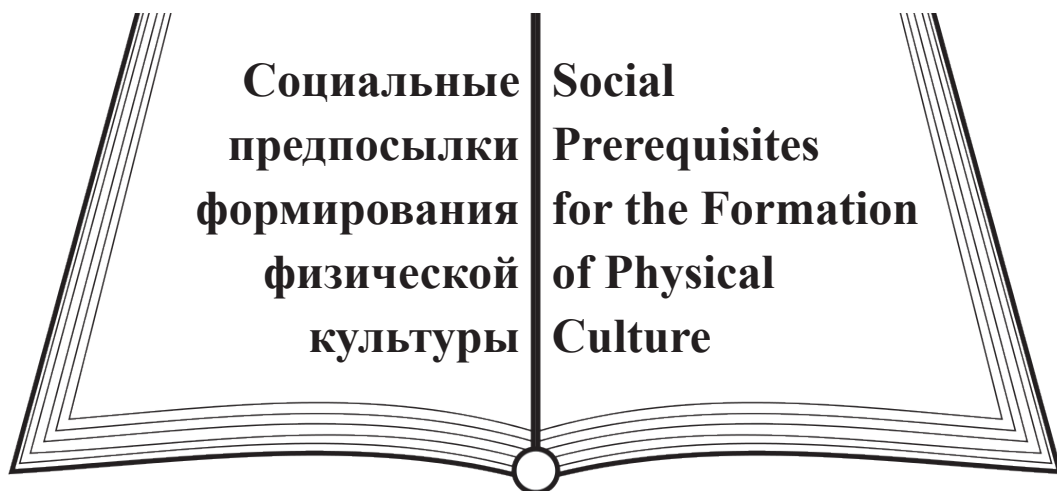 Социальные
предпосылки
формирования
физической
культуры
Social
Prerequisites
for the Formation
of Physical
Culture